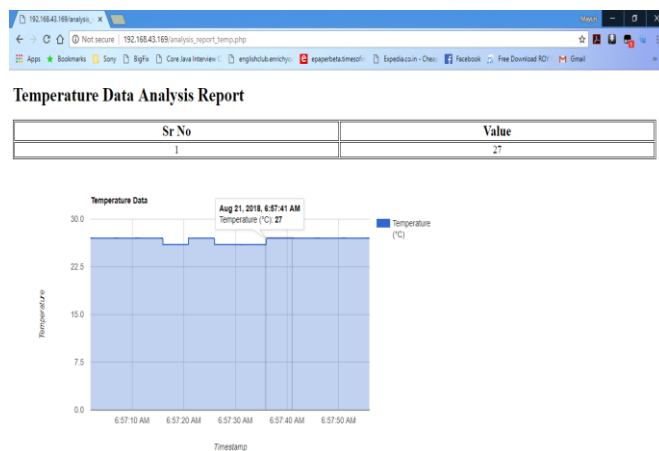 192.168.43.169/analysis_
Mayuri
Not secure | 192.168.43.169/analysis_report_temp.php
Apps Bookmarks Sony BigFix Core Java Interview C englishclub.emichyo epaperbeta.timesofin Expedia.co.in - Cheap Facebook Free Download ROY Gmail
Temperature Data Analysis Report
Sr No Value
1 27
Temperature Data
Aug 21, 2018, 6:57:41 AM
Temperature (°C): 27
Temperature
(°C)
30.0
22.5
15.0
7.5
0.0
Temperature
6:57:10 AM 6:57:20 AM 6:57:30 AM 6:57:40 AM 6:57:50 AM
Timestamp